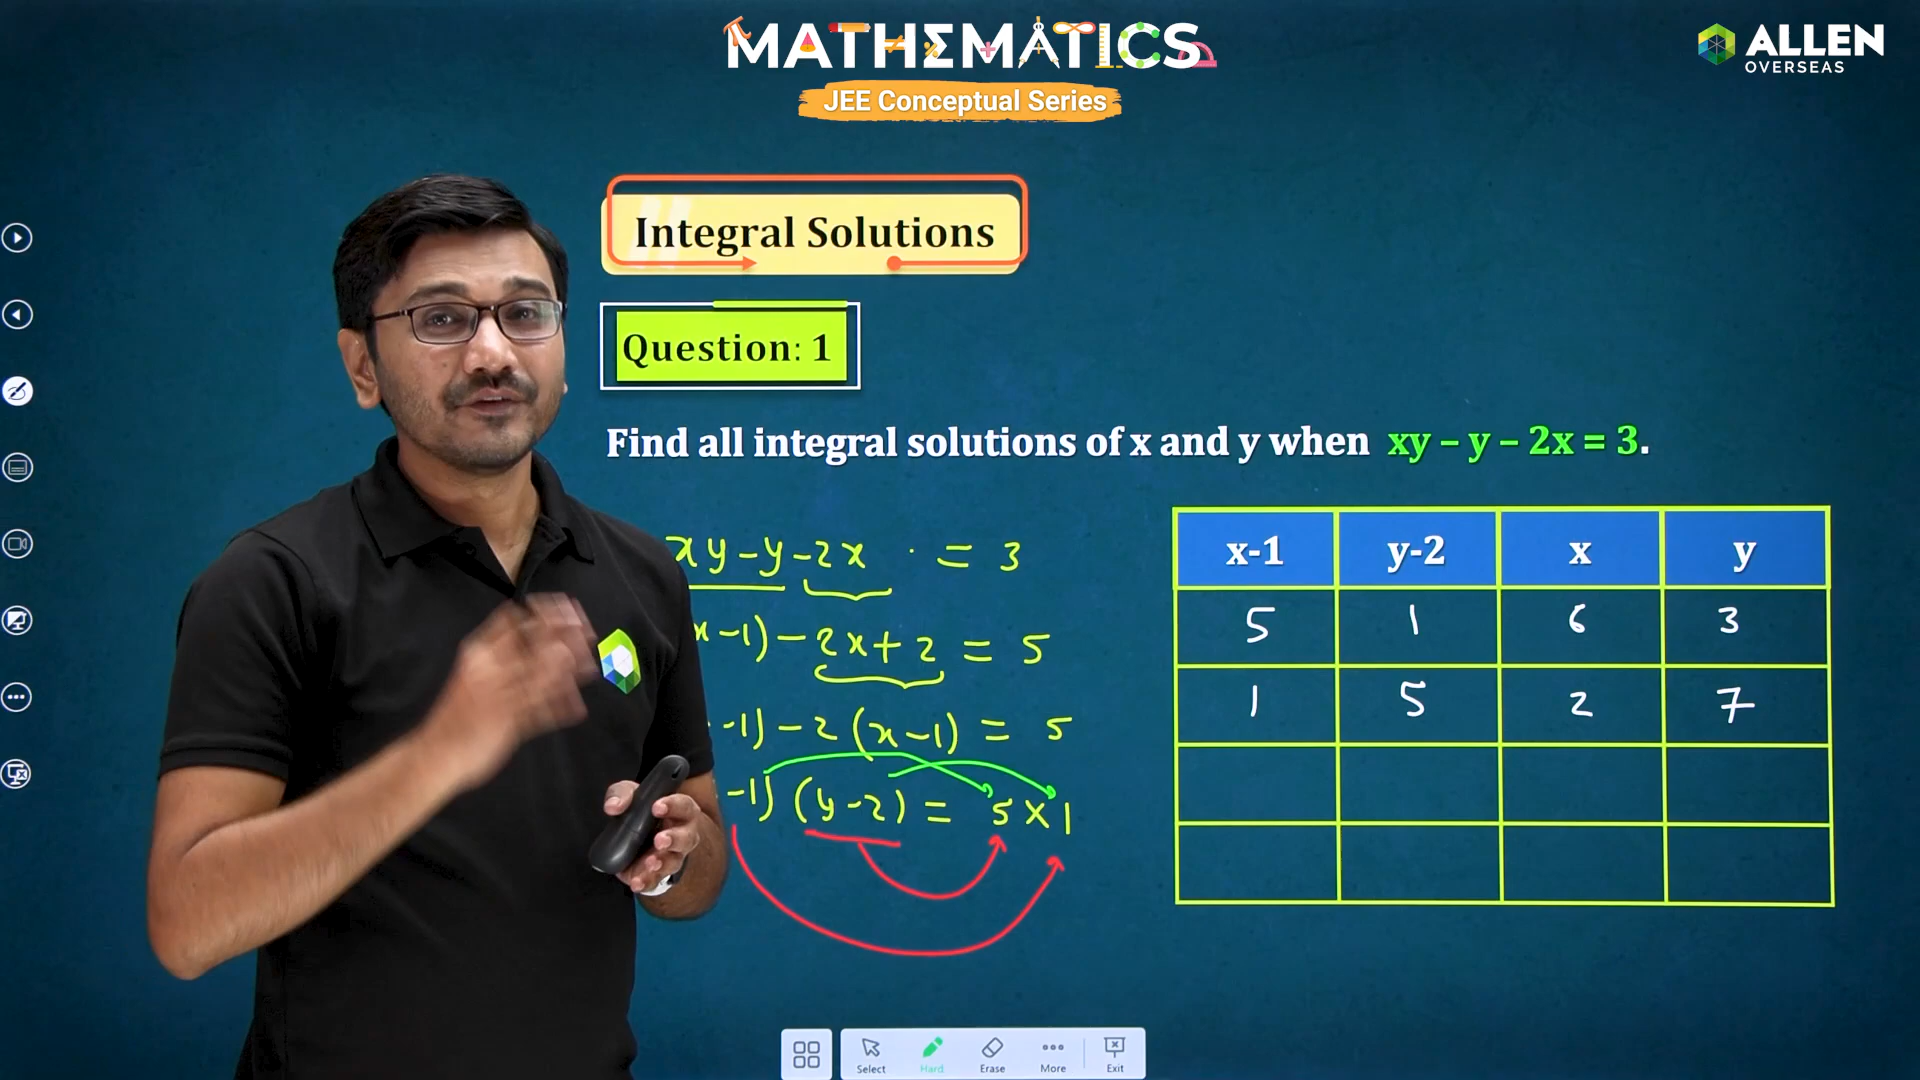 MATHEMATICS
JEE Conceptual Series
ALLEN
OVERSEAS
Integral Solutions
Question: 1
Find all integral solutions of x and y when xy – y – 2x = 3.
xy - y - 2x = 3
x-1) - 2x + 2 = 5
-1) - 2 (x-1) = 5
-1) (y-2) = 5 x 1
x-1 y-2 x y
5 1 6 3
1 5 2 7
Select Hard Erase More Exit